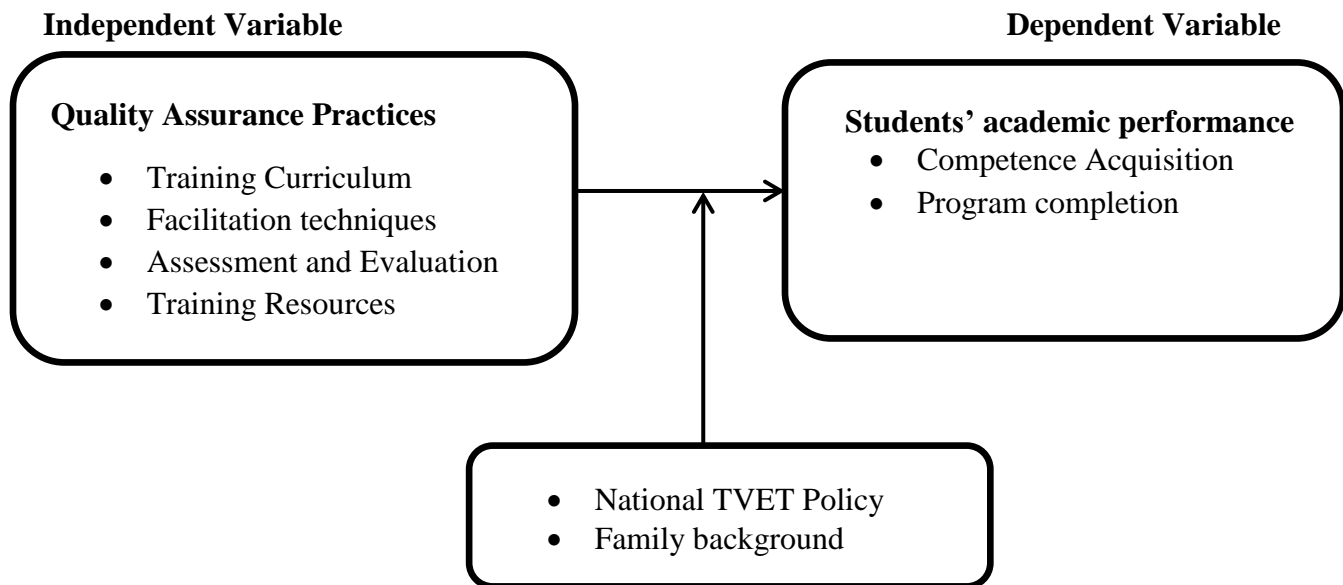 Independent Variable
Dependent Variable
Quality Assurance Practices
• Training Curriculum
• Facilitation techniques
• Assessment and Evaluation
• Training Resources
Students’ academic performance
• Competence Acquisition
• Program completion
• National TVET Policy
• Family background